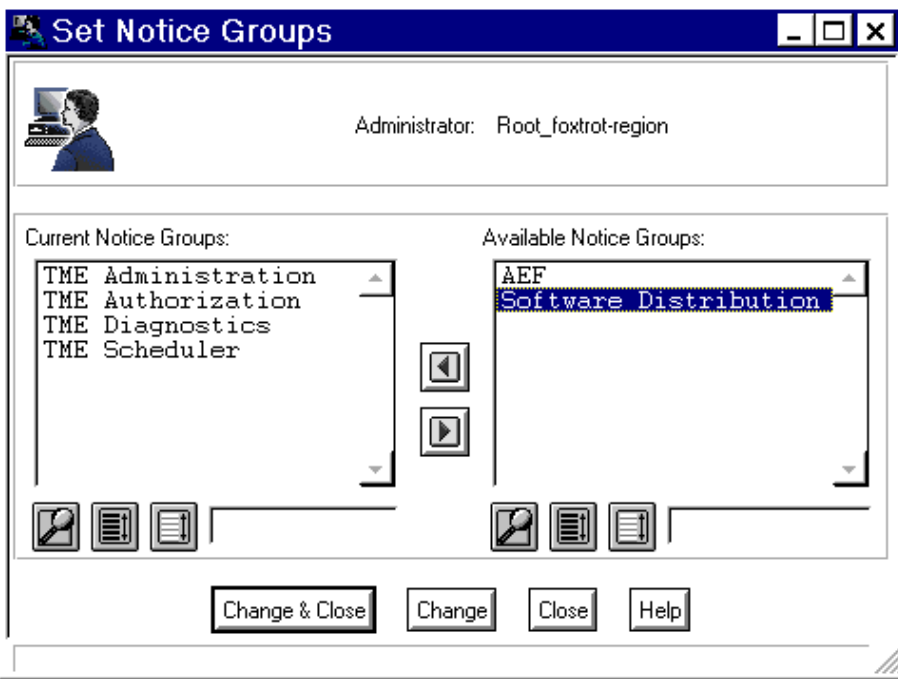 Set Notice Groups
Administrator: Root_foxtrot-region
Current Notice Groups:
TME Administration
TME Authorization
TME Diagnostics
TME Scheduler
Available Notice Groups:
AEF
Software Distribution
Change & Close
Change
Close
Help